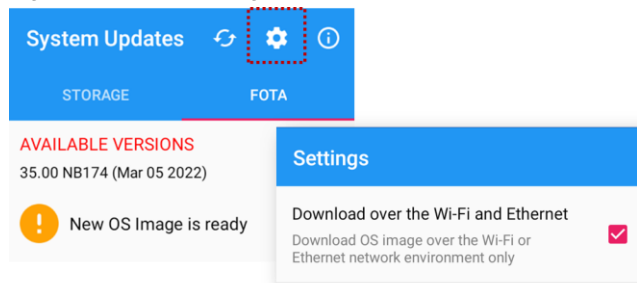 System Updates
STORAGE FOTA
AVAILABLE VERSIONS
35.00 NB174 (Mar 05 2022)
New OS Image is ready
Settings
Download over the Wi-Fi and Ethernet
Download OS image over the Wi-Fi or
Ethernet network environment only